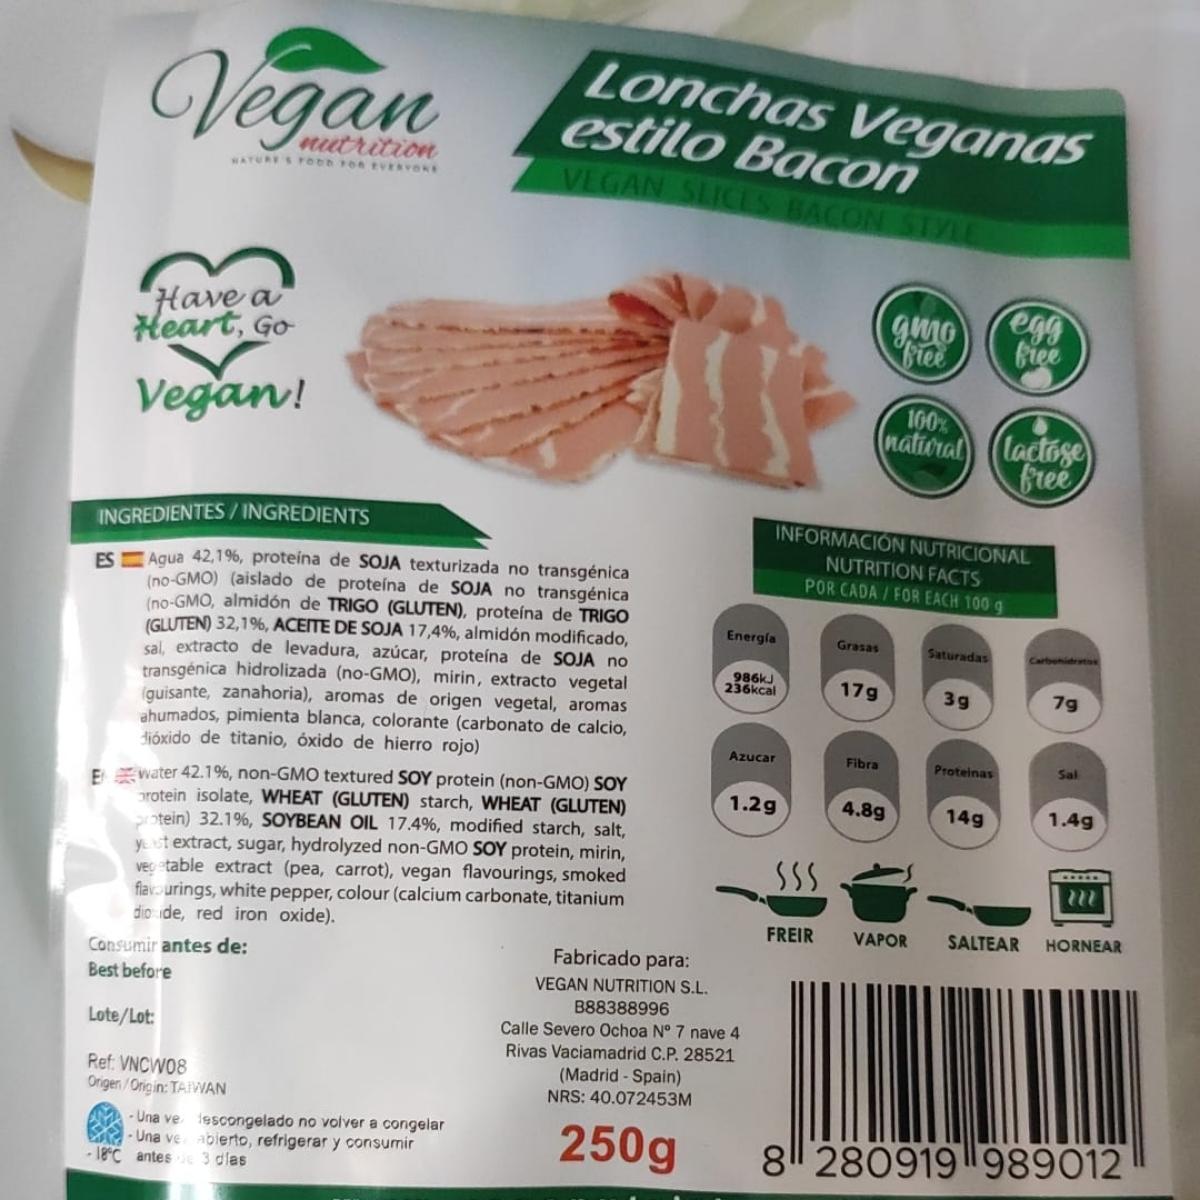 Vegan
nutrition
NATURE'S FOOD FOR EVERYONE
Lonchas Veganas
estilo Bacon
VEGAN SLICES BACON STYLE
Have a
Heart, Go
Vegan!
gmo
free
egg
free
100%
natural
lactose
free
INGREDIENTES / INGREDIENTS
ES Agua 42,1%, proteína de SOJA texturizada no transgénica
(no-GMO) (aislado de proteína de SOJA no transgénica
(no-GMO, almidón de TRIGO (GLUTEN), proteína de TRIGO
(GLUTEN) 32,1%, ACEITE DE SOJA 17,4%, almidón modificado,
sal, extracto de levadura, azúcar, proteína de SOJA no
transgénica hidrolizada (no-GMO), mirin, extracto vegetal
(guisante, zanahoria), aromas de origen vegetal, aromas
ahumados, pimienta blanca, colorante (carbonato de calcio,
dióxido de titanio, óxido de hierro rojo)
EN Water 42.1%, non-GMO textured SOY protein (non-GMO) SOY
protein isolate, WHEAT (GLUTEN) starch, WHEAT (GLUTEN)
protein) 32.1%, SOYBEAN OIL 17.4%, modified starch, salt,
yeast extract, sugar, hydrolyzed non-GMO SOY protein, mirin,
vegetable extract (pea, carrot), vegan flavourings, smoked
flavourings, white pepper, colour (calcium carbonate, titanium
dioxide, red iron oxide).
INFORMACIÓN NUTRICIONAL
NUTRITION FACTS
POR CADA / FOR EACH 100 g
Energía
986kJ
236kcal
Grasas
17g
Saturadas
3g
Carbohidratos
7g
Azucar
1.2g
Fibra
4.8g
Proteinas
14g
Sal
1.4g
FREIR
VAPOR
SALTEAR
HORNEAR
Consumir antes de:
Best before
Lote/Lot:
Ref: VNCW08
Origen/Origin: TAIWAN
- Una vez descongelado no volver a congelar
- Una vez abierto, refrigerar y consumir
antes de 3 días
- 18°C
Fabricado para:
VEGAN NUTRITION S.L.
B88388996
Calle Severo Ochoa Nº 7 nave 4
Rivas Vaciamadrid C.P. 28521
(Madrid - Spain)
NRS: 40.072453M
250g
8 280919 989012